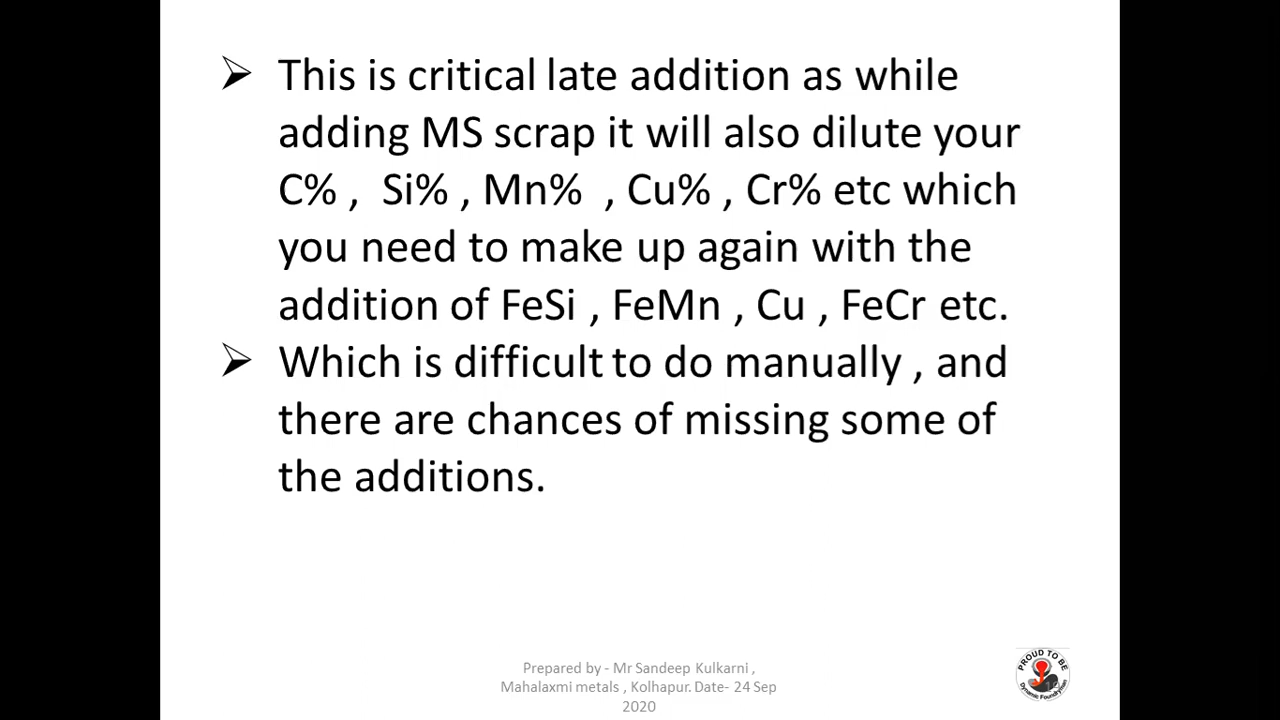 This is critical late addition as while
adding MS scrap it will also dilute your
C% , Si% , Mn% , Cu% , Cr% etc which
you need to make up again with the
addition of FeSi , FeMn , Cu , FeCr etc.
Which is difficult to do manually , and
there are chances of missing some of
the additions.
Prepared by - Mr Sandeep Kulkarni ,
Mahalaxmi metals , Kolhapur. Date- 24 Sep
2020
PROUD TO BE
Dynamic Foundryman